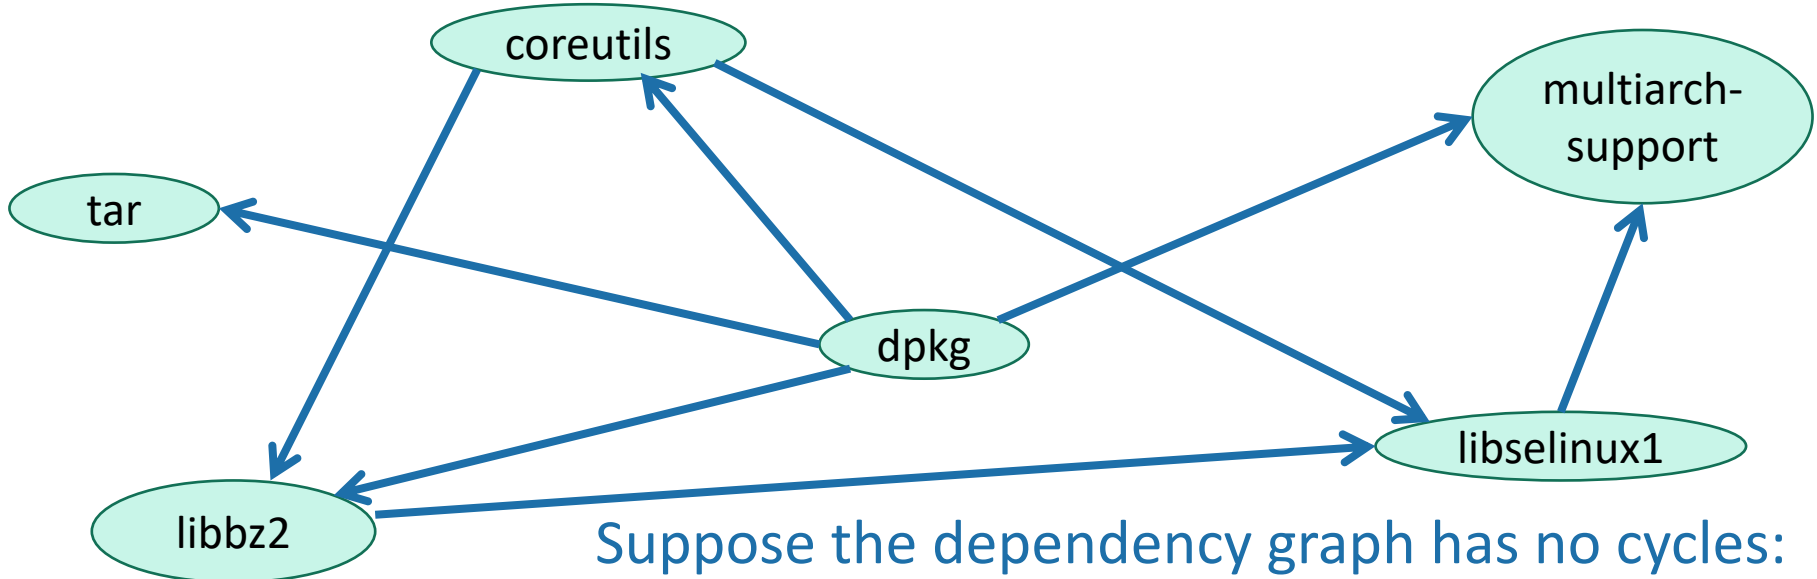 coreutils
multiarch-
support
tar
dpkg
libselinux1
libbz2
Suppose the dependency graph has no cycles: